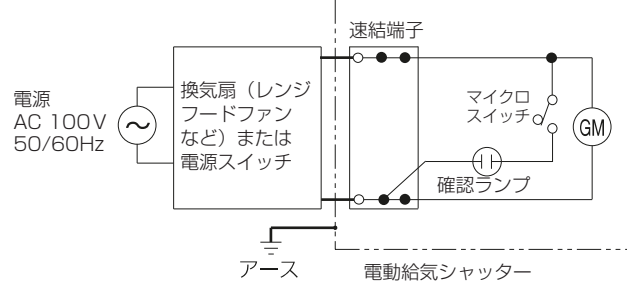 速結端子
電源
AC 100V
50/60Hz
換気扇（レンジ
フードファン
など）または
電源スイッチ
マイクロ
スイッチ
GM
確認ランプ
アース
電動給気シャッター